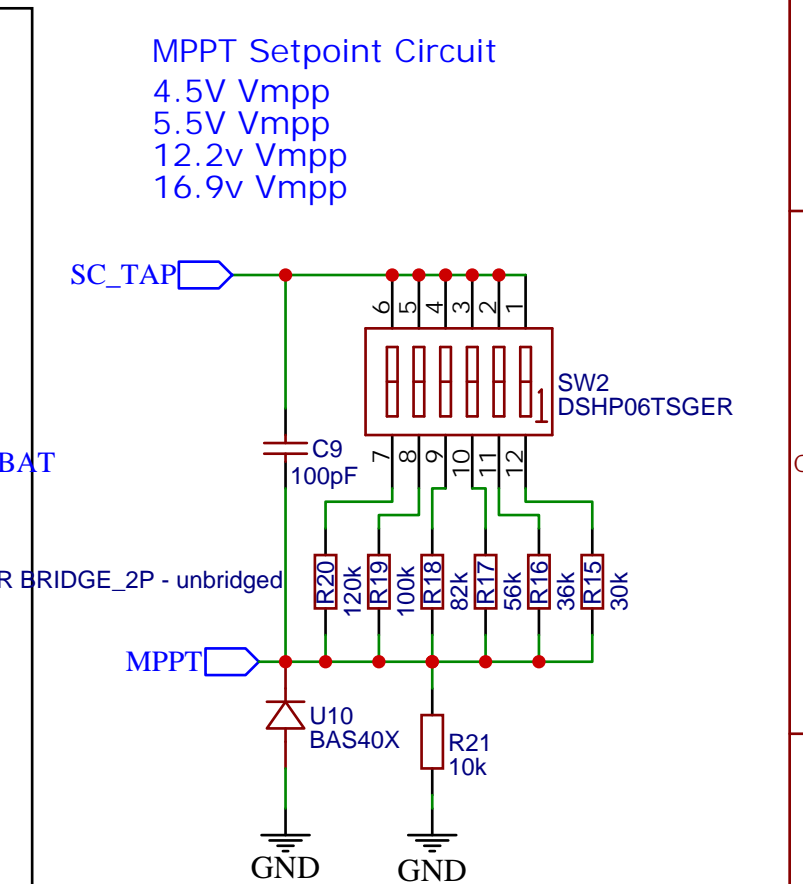 MPPT Setpoint Circuit
4.5V Vmpp
5.5V Vmpp
12.2v Vmpp
16.9v Vmpp
SC_TAP
6
5
4
3
2
1
1
SW2
DSHP06TSGER
BAT
C9
100pF
7
8
9
10
11
12
R BRIDGE_2P - unbridged
R20
120k
R19
100k
R18
82k
R17
56k
R16
36k
R15
30k
MPPT
U10
BAS40X
R21
10k
GND
GND